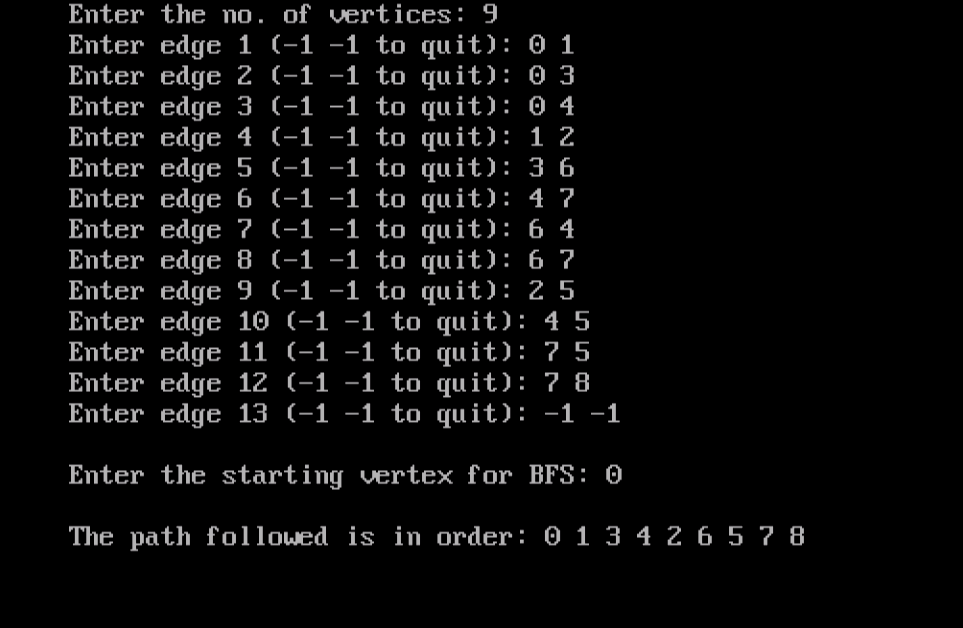 Enter the no. of vertices: 9
Enter edge 1 (-1 -1 to quit): 0 1
Enter edge 2 (-1 -1 to quit): 0 3
Enter edge 3 (-1 -1 to quit): 0 4
Enter edge 4 (-1 -1 to quit): 1 2
Enter edge 5 (-1 -1 to quit): 3 6
Enter edge 6 (-1 -1 to quit): 4 7
Enter edge 7 (-1 -1 to quit): 6 4
Enter edge 8 (-1 -1 to quit): 6 7
Enter edge 9 (-1 -1 to quit): 2 5
Enter edge 10 (-1 -1 to quit): 4 5
Enter edge 11 (-1 -1 to quit): 7 5
Enter edge 12 (-1 -1 to quit): 7 8
Enter edge 13 (-1 -1 to quit): -1 -1
Enter the starting vertex for BFS: 0
The path followed is in order: 0 1 3 4 2 6 5 7 8